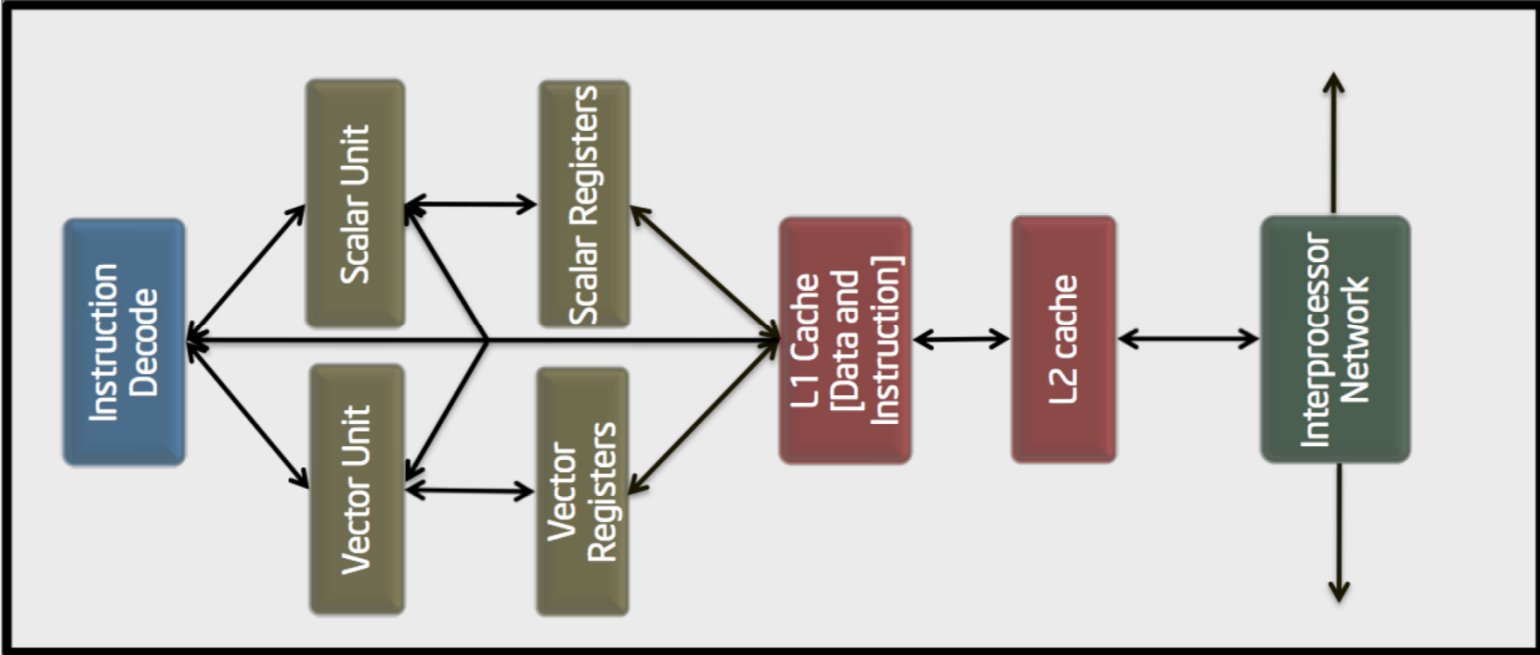 Instruction
Decode
Scalar Unit
Vector Unit
Scalar Registers
Vector
Registers
L1 Cache
[Data and
Instruction]
L2 cache
Interprocessor
Network